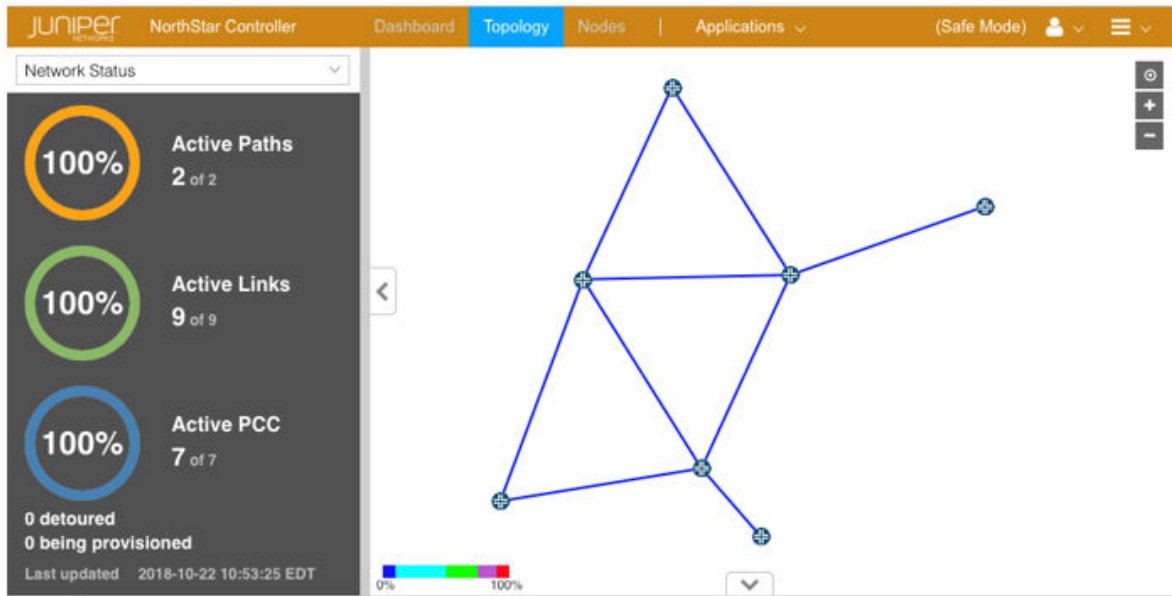 JUNIPEr
NETWORKS
NorthStar Controller
Dashboard
Topology
Nodes
|
Applications
(Safe Mode)
Network Status
100%
Active Paths
2 of 2
100%
Active Links
9 of 9
100%
Active PCC
7 of 7
0 detoured
0 being provisioned
Last updated 2018-10-22 10:53:25 EDT
0%
100%